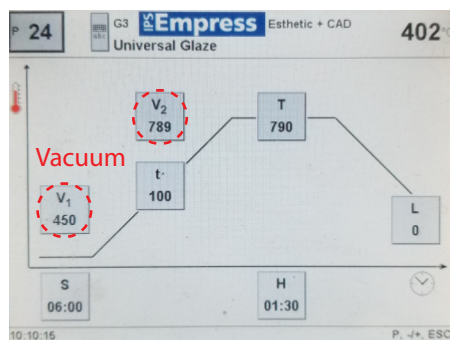 P 24
abc
G3 IPS Empress Esthetic + CAD
Universal Glaze
402°C
V2
789
T
790
Vacuum
t
100
V1
450
L
0
S
06:00
H
01:30
10:10:15
P, -/+, ESC